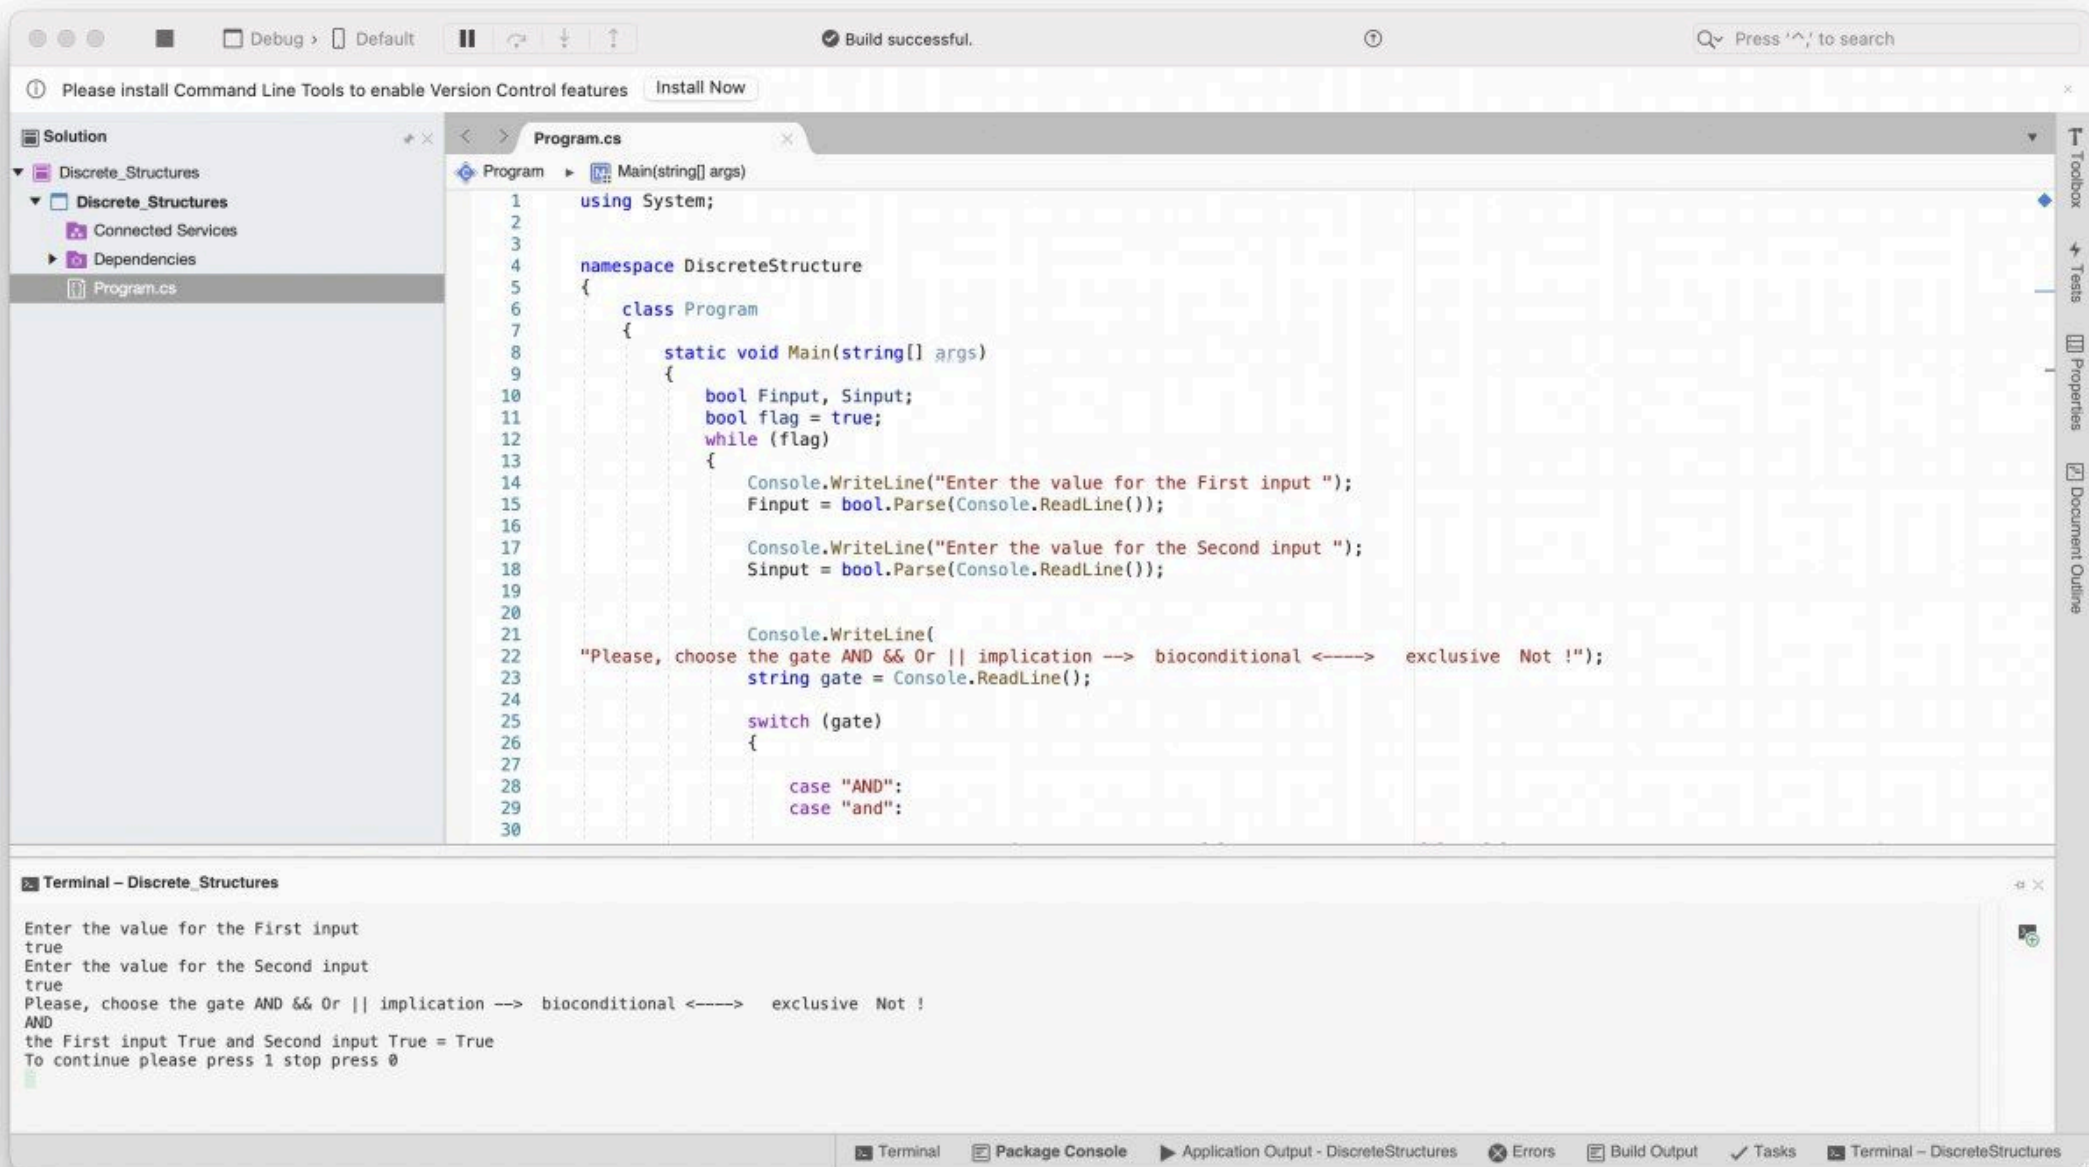 Debug › Default
Build successful.
Press '^,' to search
Please install Command Line Tools to enable Version Control features
Install Now
Solution
Discrete_Structures
Discrete_Structures
Connected Services
Dependencies
Program.cs
Program.cs
Program ▸ Main(string[] args)
1 using System;
2
3
4 namespace DiscreteStructure
5 {
6 class Program
7 {
8 static void Main(string[] args)
9 {
10 bool Finput, Sinput;
11 bool flag = true;
12 while (flag)
13 {
14 Console.WriteLine("Enter the value for the First input ");
15 Finput = bool.Parse(Console.ReadLine());
16
17 Console.WriteLine("Enter the value for the Second input ");
18 Sinput = bool.Parse(Console.ReadLine());
19
20
21 Console.WriteLine(
22 "Please, choose the gate AND && Or || implication --> bioconditional <----> exclusive Not !");
23 string gate = Console.ReadLine();
24
25 switch (gate)
26 {
27
28 case "AND":
29 case "and":
30
Toolbox
Tests
Properties
Document Outline
Terminal – Discrete_Structures
Enter the value for the First input
true
Enter the value for the Second input
true
Please, choose the gate AND && Or || implication --> bioconditional <----> exclusive Not !
AND
the First input True and Second input True = True
To continue please press 1 stop press 0
Terminal
Package Console
Application Output - DiscreteStructures
Errors
Build Output
Tasks
Terminal – DiscreteStructures